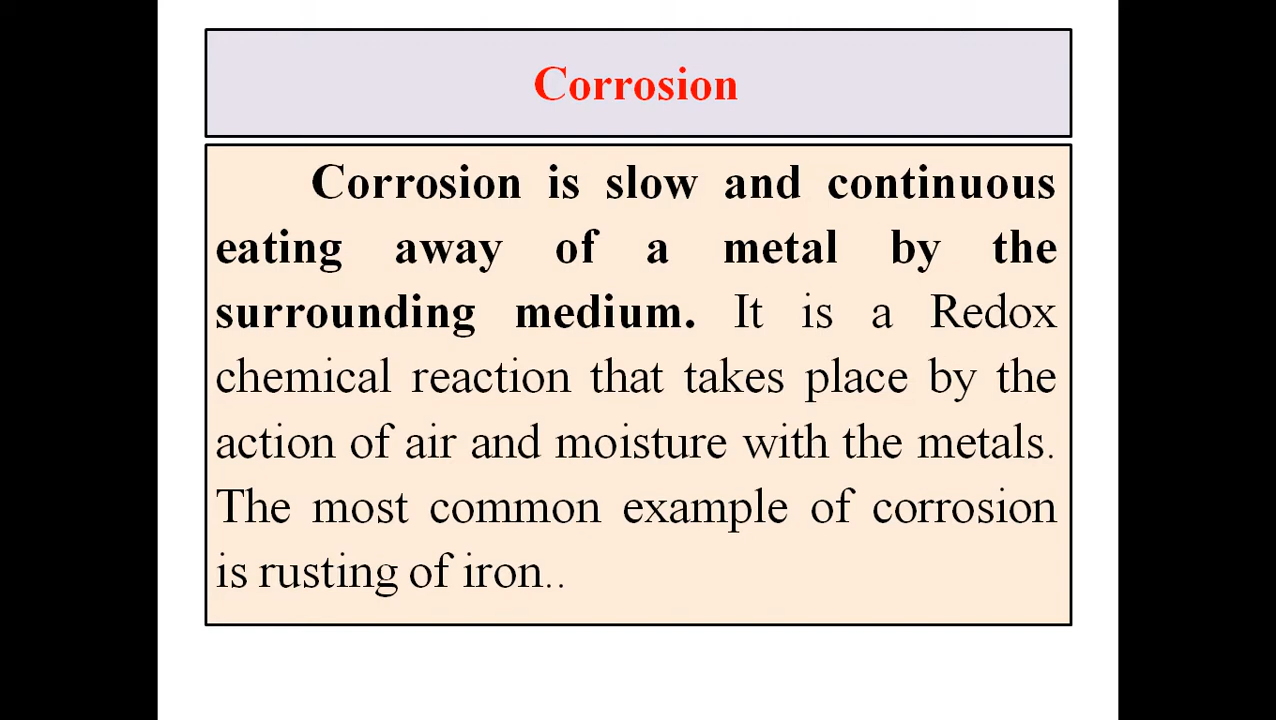 Corrosion
Corrosion is slow and continuous
eating away of a metal by the
surrounding medium. It is a Redox
chemical reaction that takes place by the
action of air and moisture with the metals.
The most common example of corrosion
is rusting of iron..